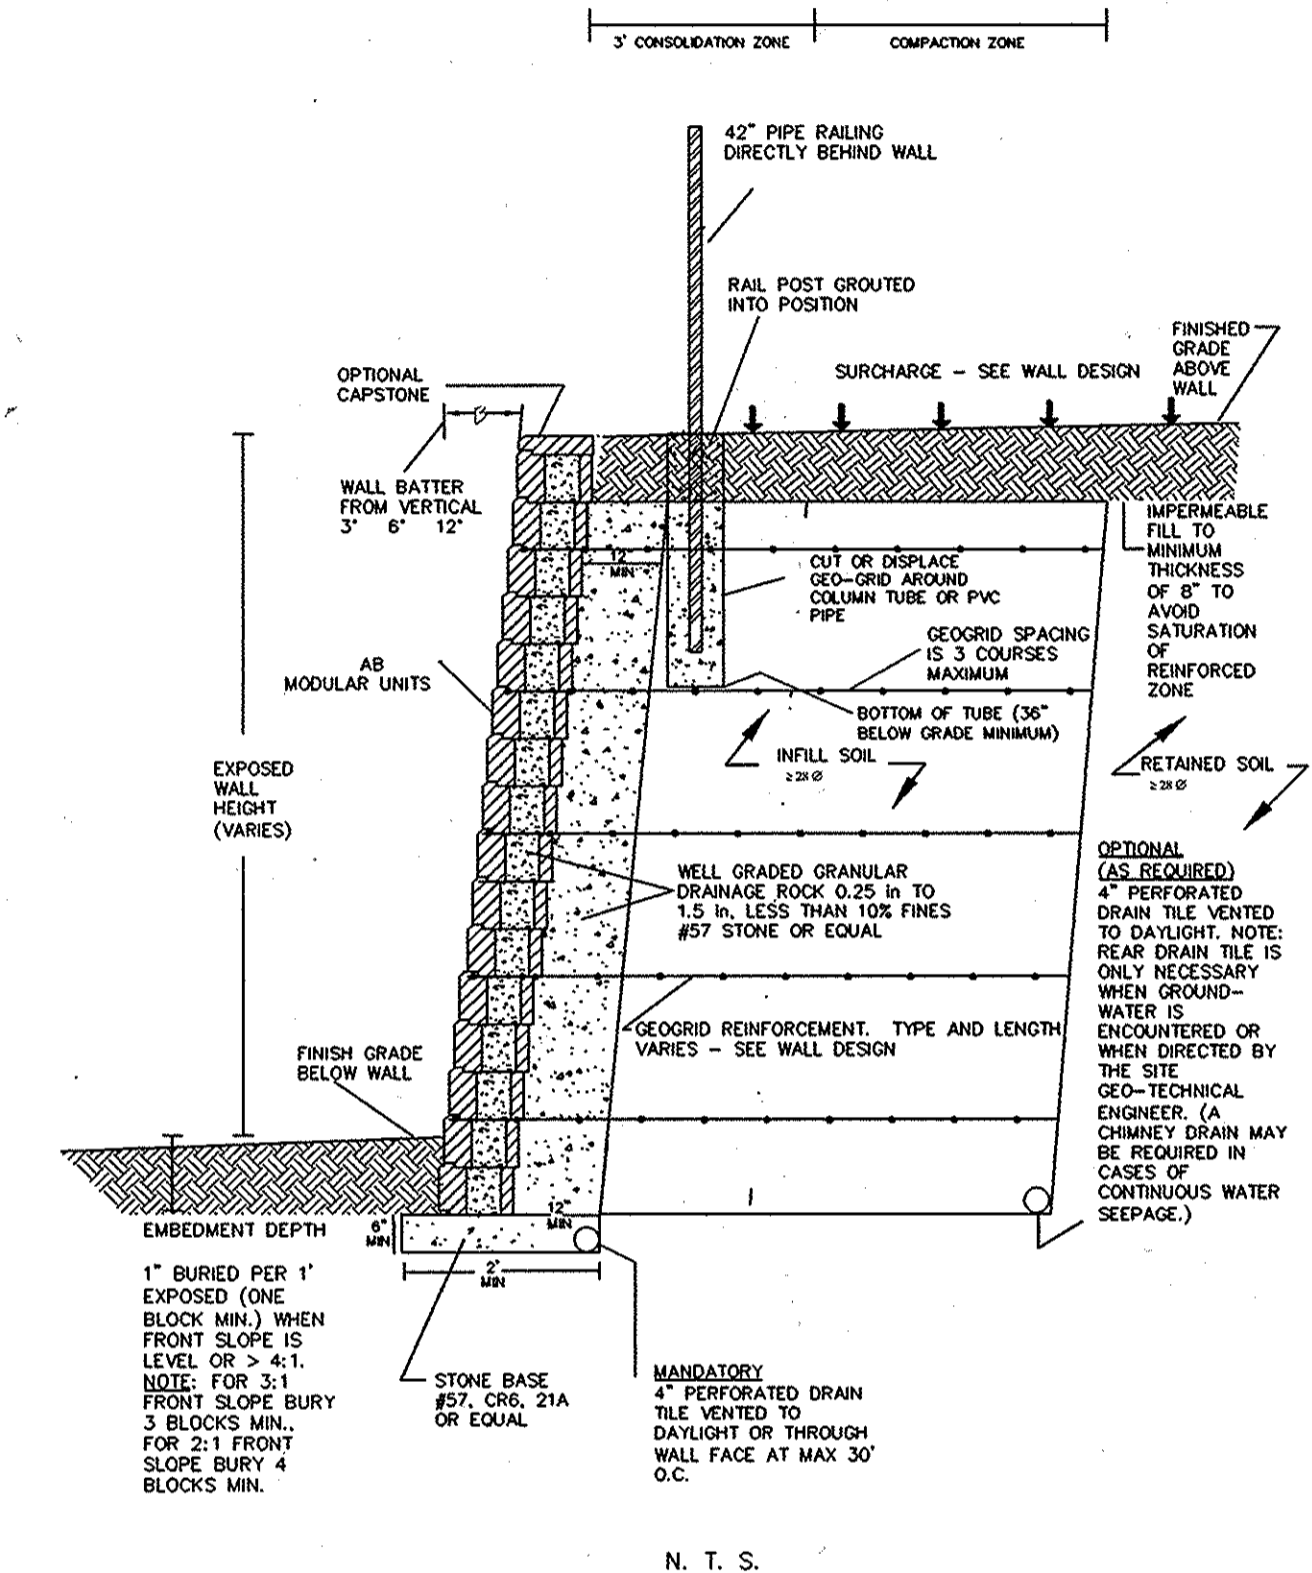 3' CONSOLIDATION ZONE
COMPACTION ZONE
42" PIPE RAILING
DIRECTLY BEHIND WALL
RAIL POST GROUTED
INTO POSITION
FINISHED
GRADE
ABOVE
WALL
SURCHARGE – SEE WALL DESIGN
OPTIONAL
CAPSTONE
WALL BATTER
FROM VERTICAL
3° 6° 12°
12"
MIN
CUT OR DISPLACE
GEO-GRID AROUND
COLUMN TUBE OR PVC
PIPE
IMPERMEABLE
FILL TO
MINIMUM
THICKNESS
OF 8" TO
AVOID
SATURATION
OF
REINFORCED
ZONE
GEOGRID SPACING
IS 3 COURSES
MAXIMUM
AB
MODULAR UNITS
BOTTOM OF TUBE (36"
BELOW GRADE MINIMUM)
INFILL SOIL
≥28 Ø
RETAINED SOIL
≥28 Ø
EXPOSED
WALL
HEIGHT
(VARIES)
WELL GRADED GRANULAR
DRAINAGE ROCK 0.25 in TO
1.5 in, LESS THAN 10% FINES
#57 STONE OR EQUAL
OPTIONAL
(AS REQUIRED)
4" PERFORATED
DRAIN TILE VENTED
TO DAYLIGHT. NOTE:
REAR DRAIN TILE IS
ONLY NECESSARY
WHEN GROUND–
WATER IS
ENCOUNTERED OR
WHEN DIRECTED BY
THE SITE
GEO-TECHNICAL
ENGINEER. (A
CHIMNEY DRAIN MAY
BE REQUIRED IN
CASES OF
CONTINUOUS WATER
SEEPAGE.)
GEOGRID REINFORCEMENT. TYPE AND LENGTH
VARIES – SEE WALL DESIGN
FINISH GRADE
BELOW WALL
EMBEDMENT DEPTH
6"
MIN
12"
MIN
2'
MIN
1" BURIED PER 1'
EXPOSED (ONE
BLOCK MIN.) WHEN
FRONT SLOPE IS
LEVEL OR > 4:1.
NOTE: FOR 3:1
FRONT SLOPE BURY
3 BLOCKS MIN.,
FOR 2:1 FRONT
SLOPE BURY 4
BLOCKS MIN.
STONE BASE
#57, CR6, 21A
OR EQUAL
MANDATORY
4" PERFORATED DRAIN
TILE VENTED TO
DAYLIGHT OR THROUGH
WALL FACE AT MAX 30'
O.C.
N. T. S.